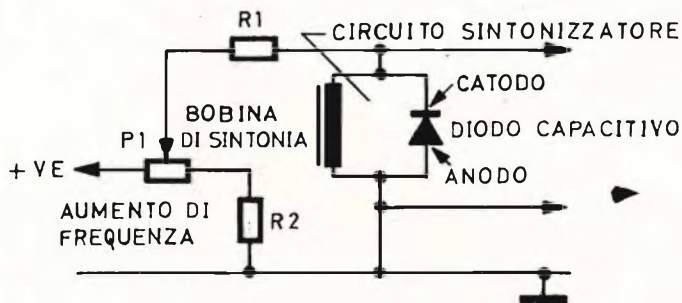 R1
CIRCUITO SINTONIZZATORE
CATODO
BOBINA
DI SINTONIA
DIODO CAPACITIVO
P1
ANODO
+ VE
AUMENTO DI
FREQUENZA
R2